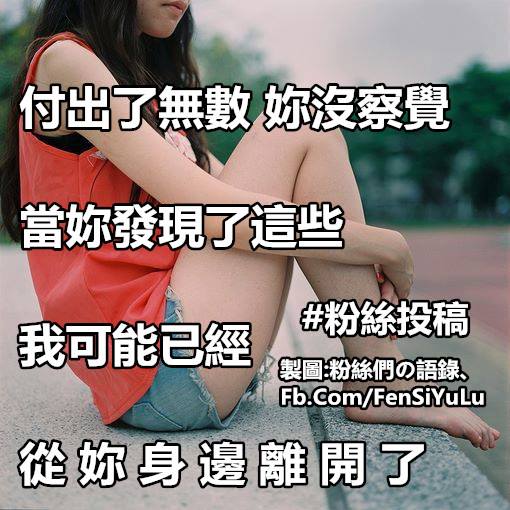 付出了無數 妳沒察覺
當妳發現了這些
#粉絲投稿
我可能已經
製圖:粉絲們の語錄、
Fb.Com/FenSiYuLu
從妳身邊離開了